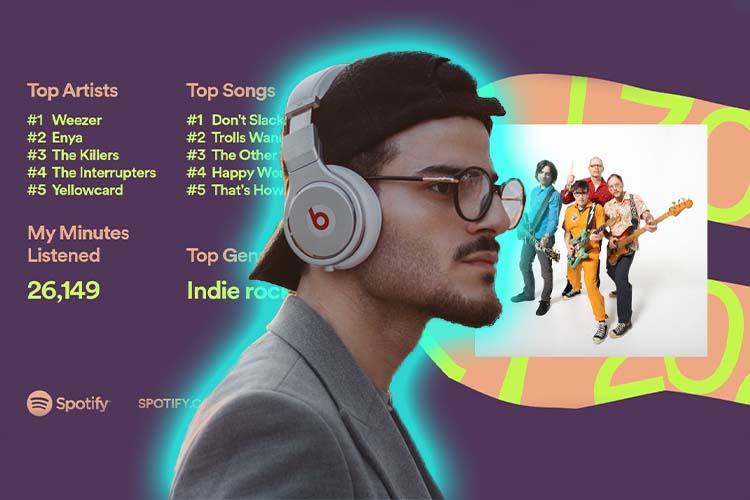 Top Artists
#1 Weezer
#2 Enya
#3 The Killers
#4 The Interrupters
#5 Yellowcard
Top Songs
#1 Don't Slack
#2 Trolls
#3 The Other
#4 Happy
#5 That's How
My Minutes
Listened
26,149
Top
Indie
Spotify